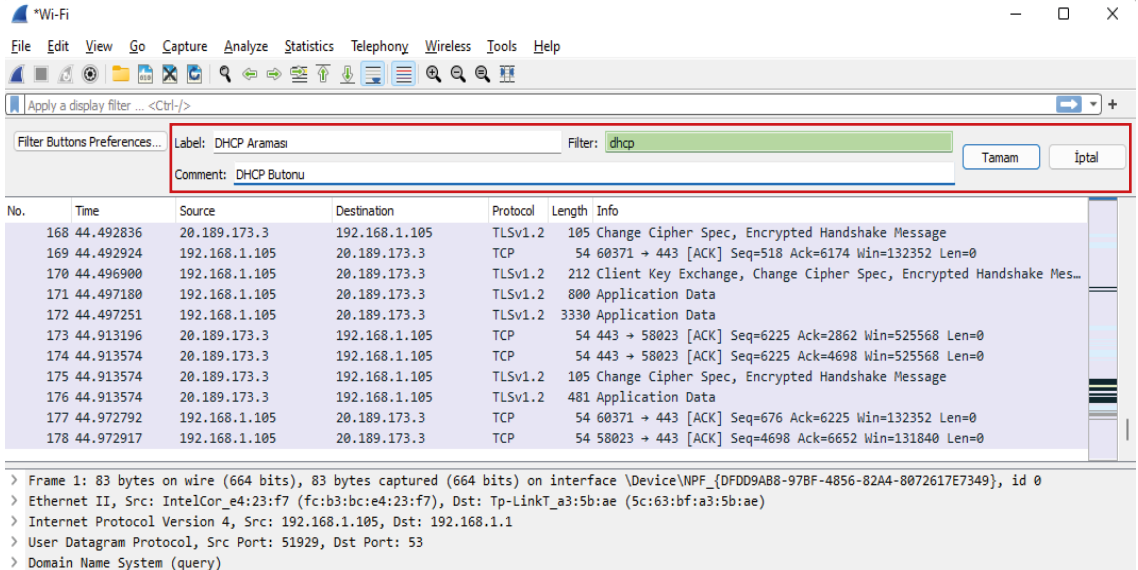 *Wi-Fi
File Edit View Go Capture Analyze Statistics Telephony Wireless Tools Help
Apply a display filter ... <Ctrl-/>
Filter Buttons Preferences... Label: DHCP Araması Filter: dhcp
Tamam İptal
Comment: DHCP Butonu
No. Time Source Destination Protocol Length Info
168 44.492836 20.189.173.3 192.168.1.105 TLSv1.2 105 Change Cipher Spec, Encrypted Handshake Message
169 44.492924 192.168.1.105 20.189.173.3 TCP 54 60371 → 443 [ACK] Seq=518 Ack=6174 Win=132352 Len=0
170 44.496900 192.168.1.105 20.189.173.3 TLSv1.2 212 Client Key Exchange, Change Cipher Spec, Encrypted Handshake Mes…
171 44.497180 192.168.1.105 20.189.173.3 TLSv1.2 800 Application Data
172 44.497251 192.168.1.105 20.189.173.3 TLSv1.2 3330 Application Data
173 44.913196 20.189.173.3 192.168.1.105 TCP 54 443 → 58023 [ACK] Seq=6225 Ack=2862 Win=525568 Len=0
174 44.913574 20.189.173.3 192.168.1.105 TCP 54 443 → 58023 [ACK] Seq=6225 Ack=4698 Win=525568 Len=0
175 44.913574 20.189.173.3 192.168.1.105 TLSv1.2 105 Change Cipher Spec, Encrypted Handshake Message
176 44.913574 20.189.173.3 192.168.1.105 TLSv1.2 481 Application Data
177 44.972792 192.168.1.105 20.189.173.3 TCP 54 60371 → 443 [ACK] Seq=676 Ack=6225 Win=132352 Len=0
178 44.972917 192.168.1.105 20.189.173.3 TCP 54 58023 → 443 [ACK] Seq=4698 Ack=6652 Win=131840 Len=0
> Frame 1: 83 bytes on wire (664 bits), 83 bytes captured (664 bits) on interface \Device\NPF_{DFDD9AB8-97BF-4856-82A4-8072617E7349}, id 0
> Ethernet II, Src: IntelCor_e4:23:f7 (fc:b3:bc:e4:23:f7), Dst: Tp-LinkT_a3:5b:ae (5c:63:bf:a3:5b:ae)
> Internet Protocol Version 4, Src: 192.168.1.105, Dst: 192.168.1.1
> User Datagram Protocol, Src Port: 51929, Dst Port: 53
> Domain Name System (query)